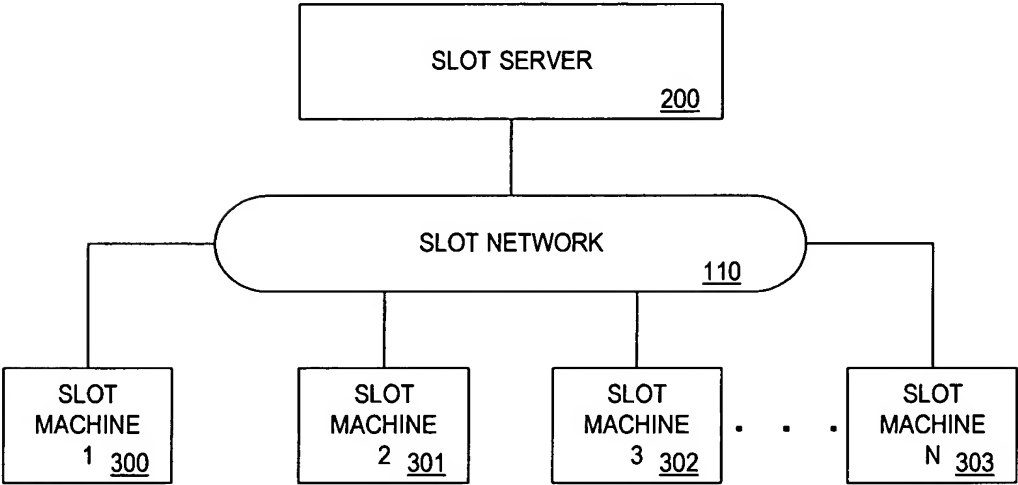 SLOT SERVER
200
SLOT NETWORK
110
SLOT
MACHINE
1 300
SLOT
MACHINE
2 301
SLOT
MACHINE
3 302
. . .
SLOT
MACHINE
N 303